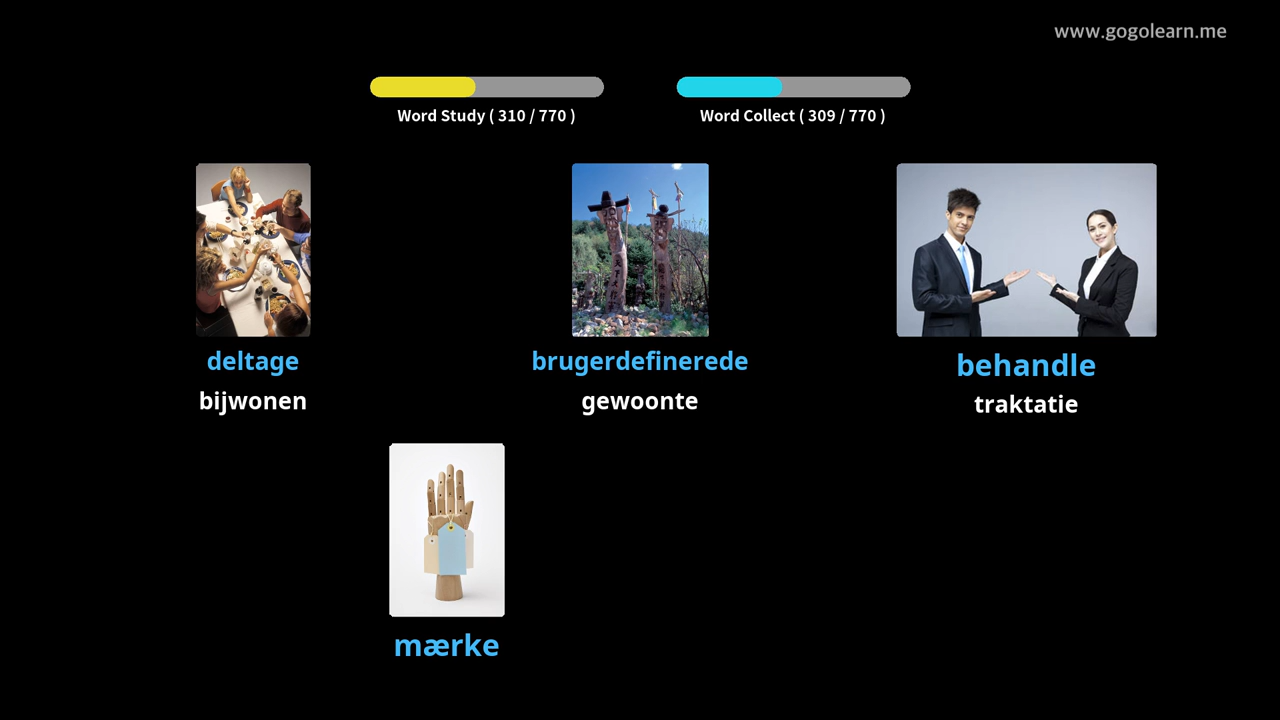 www.gogolearn.me
Word Study ( 310 / 770 )
Word Collect ( 309 / 770 )
deltage
bijwonen
brugerdefinerede
gewoonte
behandle
traktatie
mærke